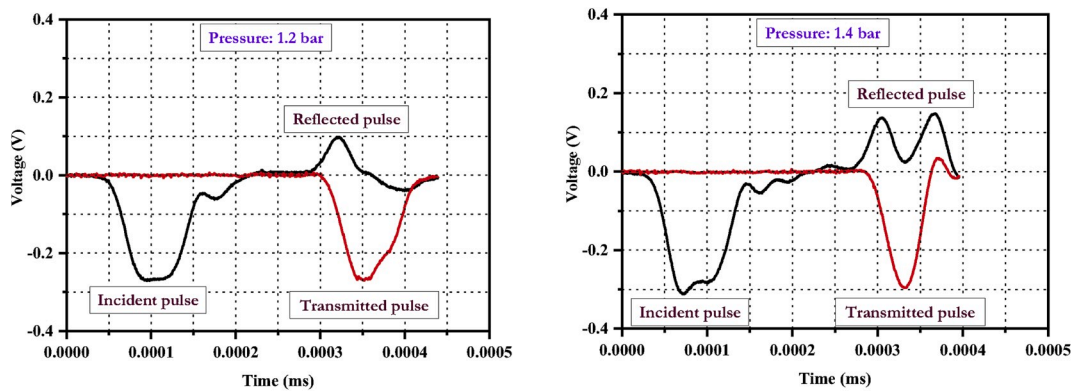 Pressure: 1.2 bar
Reflected pulse
Incident pulse
Transmitted pulse
Voltage (V)
0.4
0.2
0.0
-0.2
-0.4
0.0000 0.0001 0.0002 0.0003 0.0004 0.0005
Time (ms)
Pressure: 1.4 bar
Reflected pulse
Incident pulse
Transmitted pulse
Voltage (V)
0.4
0.2
0.0
-0.2
-0.4
0.0000 0.0001 0.0002 0.0003 0.0004 0.0005
Time (ms)